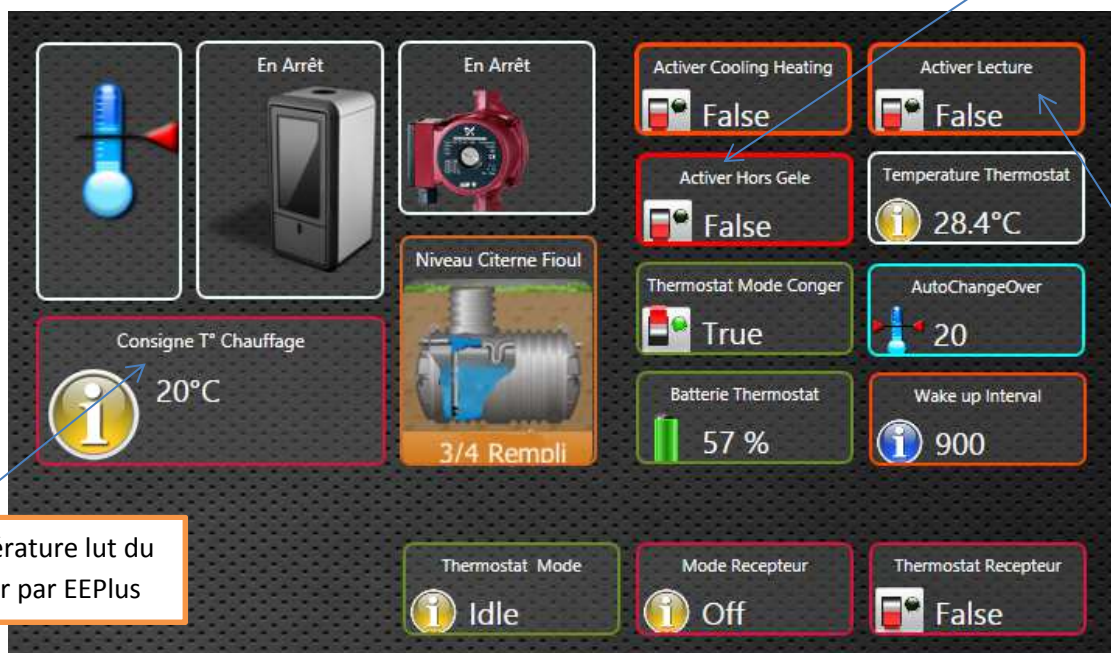 En Arrêt
En Arrêt
Activer Cooling Heating
False
Activer Lecture
False
Activer Hors Gele
False
Temperature Thermostat
28.4°C
Niveau Citerne Fioul
3/4 Rempli
Thermostat Mode Conger
True
AutoChangeOver
20
Consigne T° Chauffage
20°C
Batterie Thermostat
57 %
Wake up Interval
900
érature lut du
r par EEPlus
Thermostat Mode
Idle
Mode Recepteur
Off
Thermostat Recepteur
False